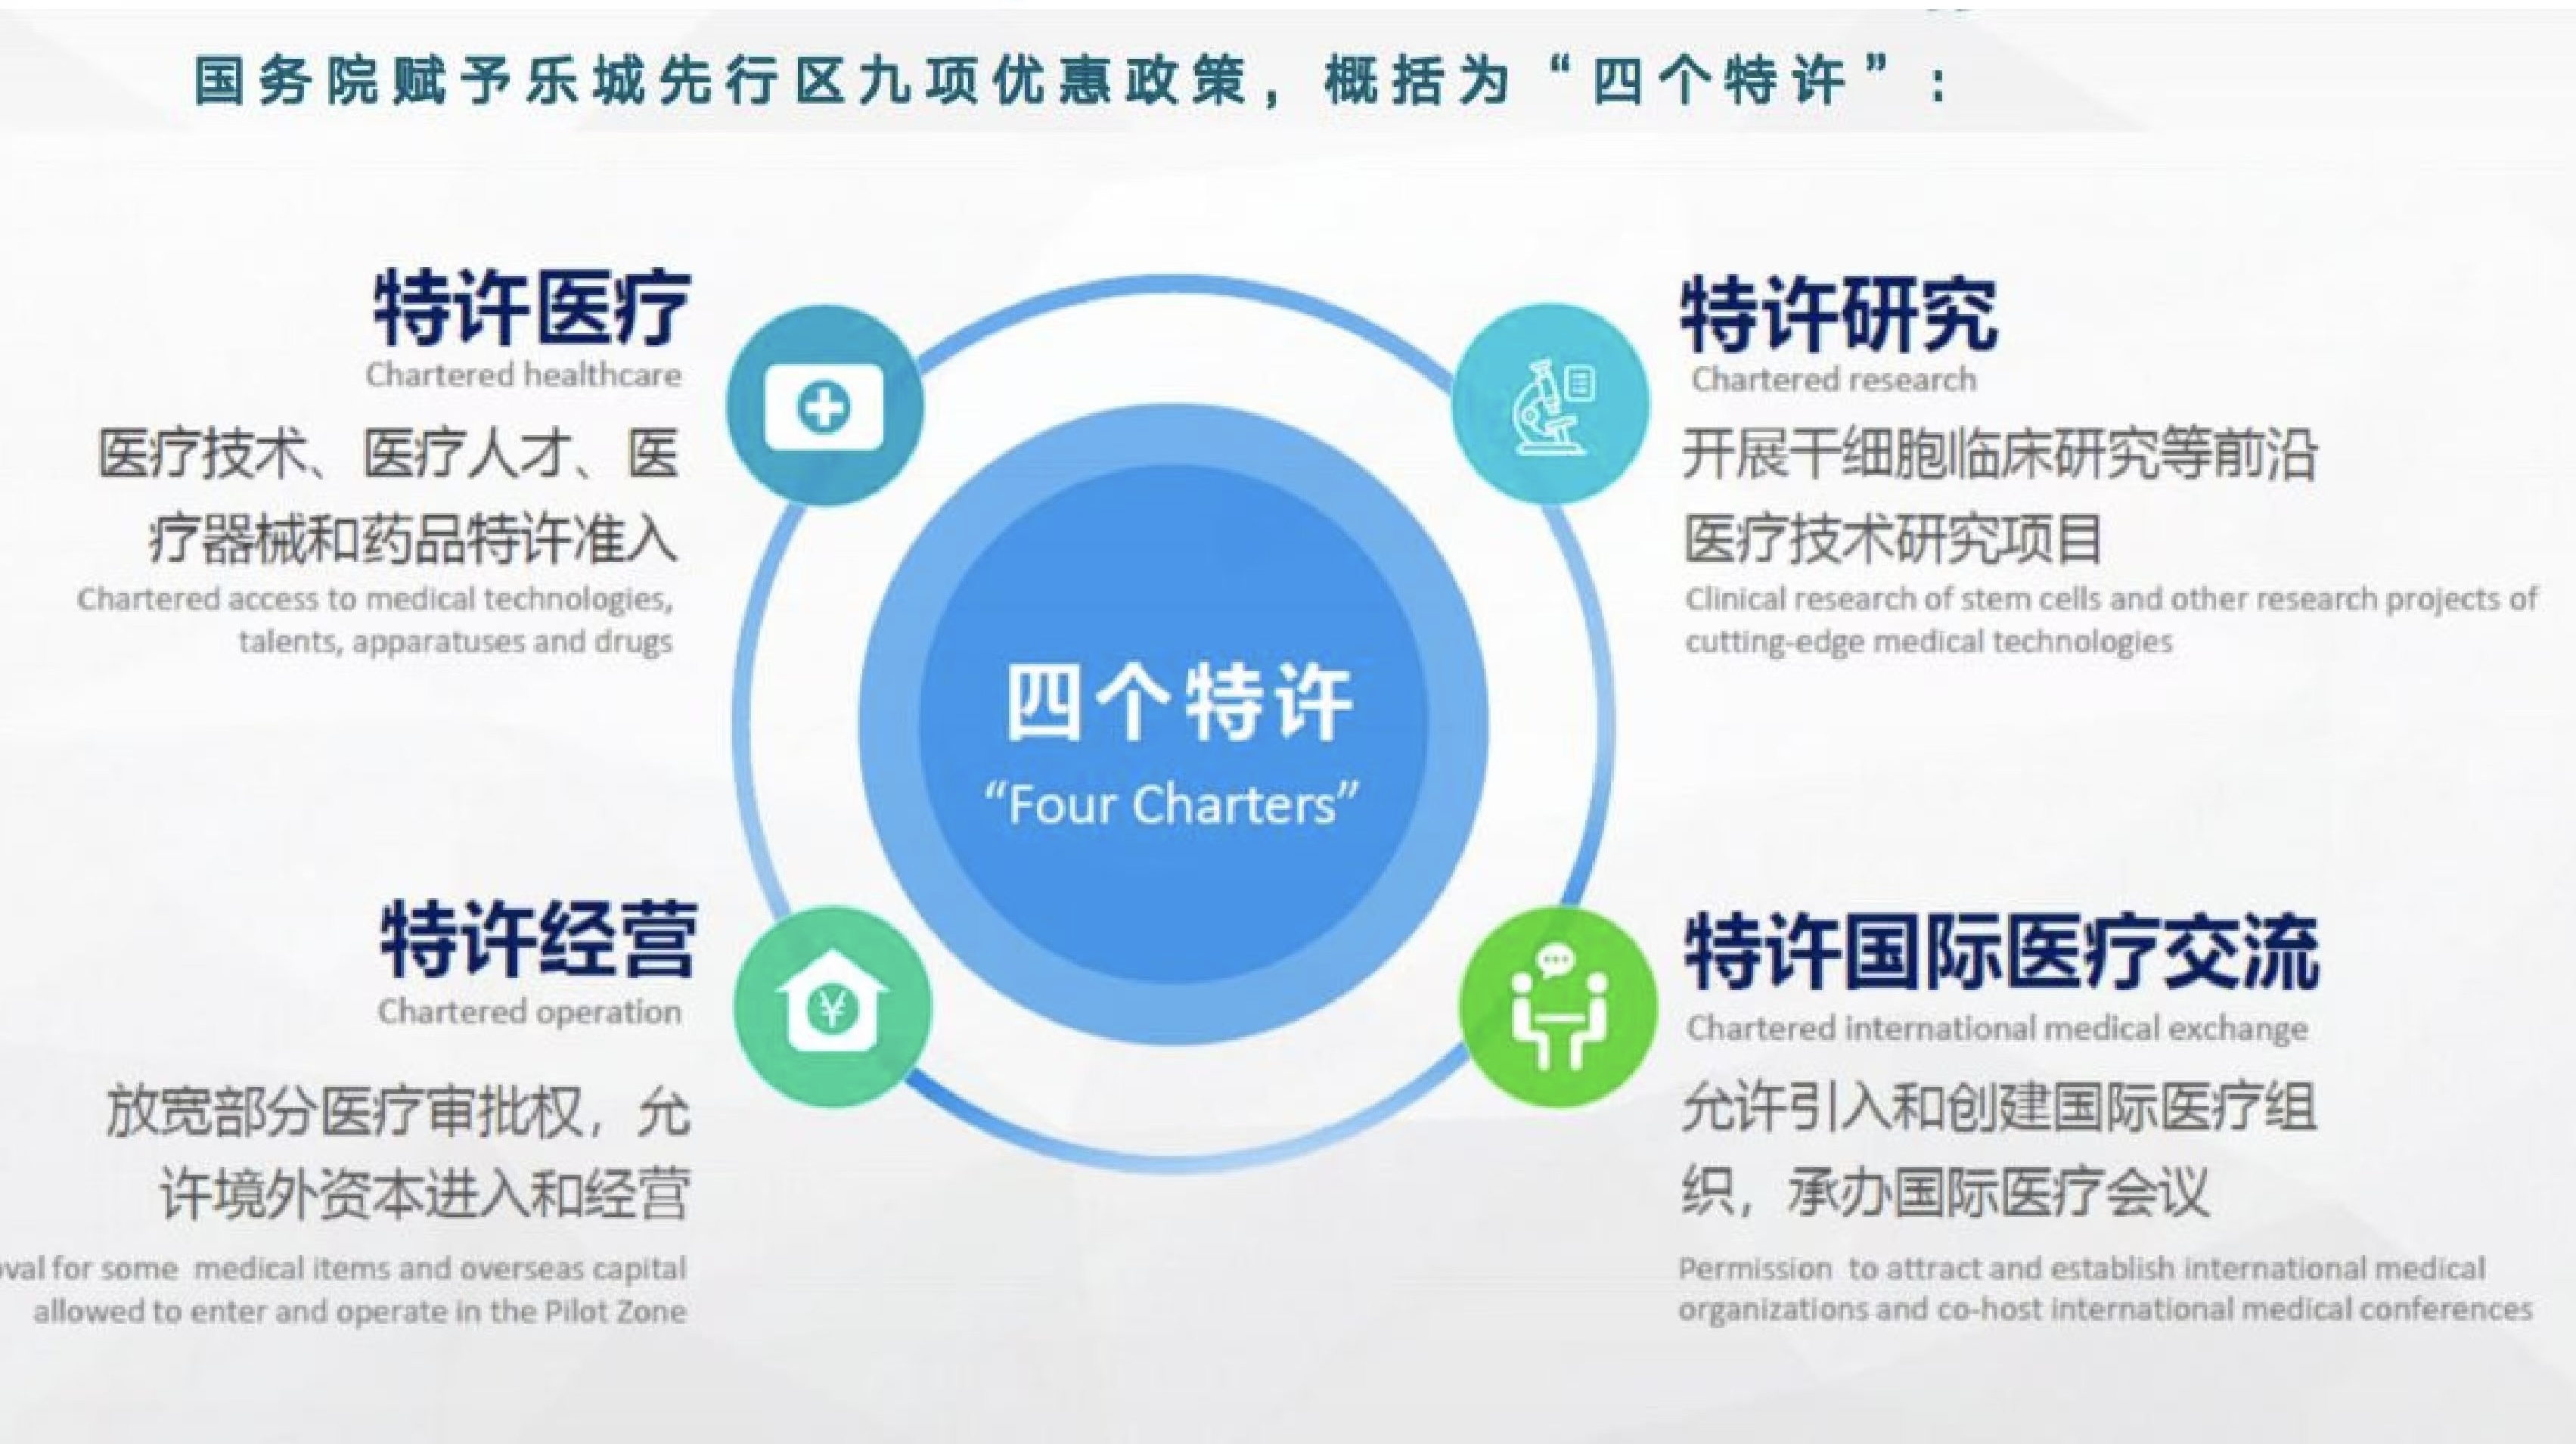 国务院赋予乐城先行区九项优惠政策，概括为“四个特许”：
特许医疗
Chartered healthcare
医疗技术、医疗人才、医
疗器械和药品特许准入
Chartered access to medical technologies,
talents, apparatuses and drugs
特许研究
Chartered research
开展干细胞临床研究等前沿
医疗技术研究项目
Clinical research of stem cells and other research projects of
cutting-edge medical technologies
四个特许
“Four Charters”
特许经营
Chartered operation
放宽部分医疗审批权，允
许境外资本进入和经营
for some medical items and overseas capital
allowed to enter and operate in the Pilot Zone
特许国际医疗交流
Chartered international medical exchange
允许引入和创建国际医疗组
织，承办国际医疗会议
Permission to attract and establish international medical
organizations and co-host international medical conferences
¥